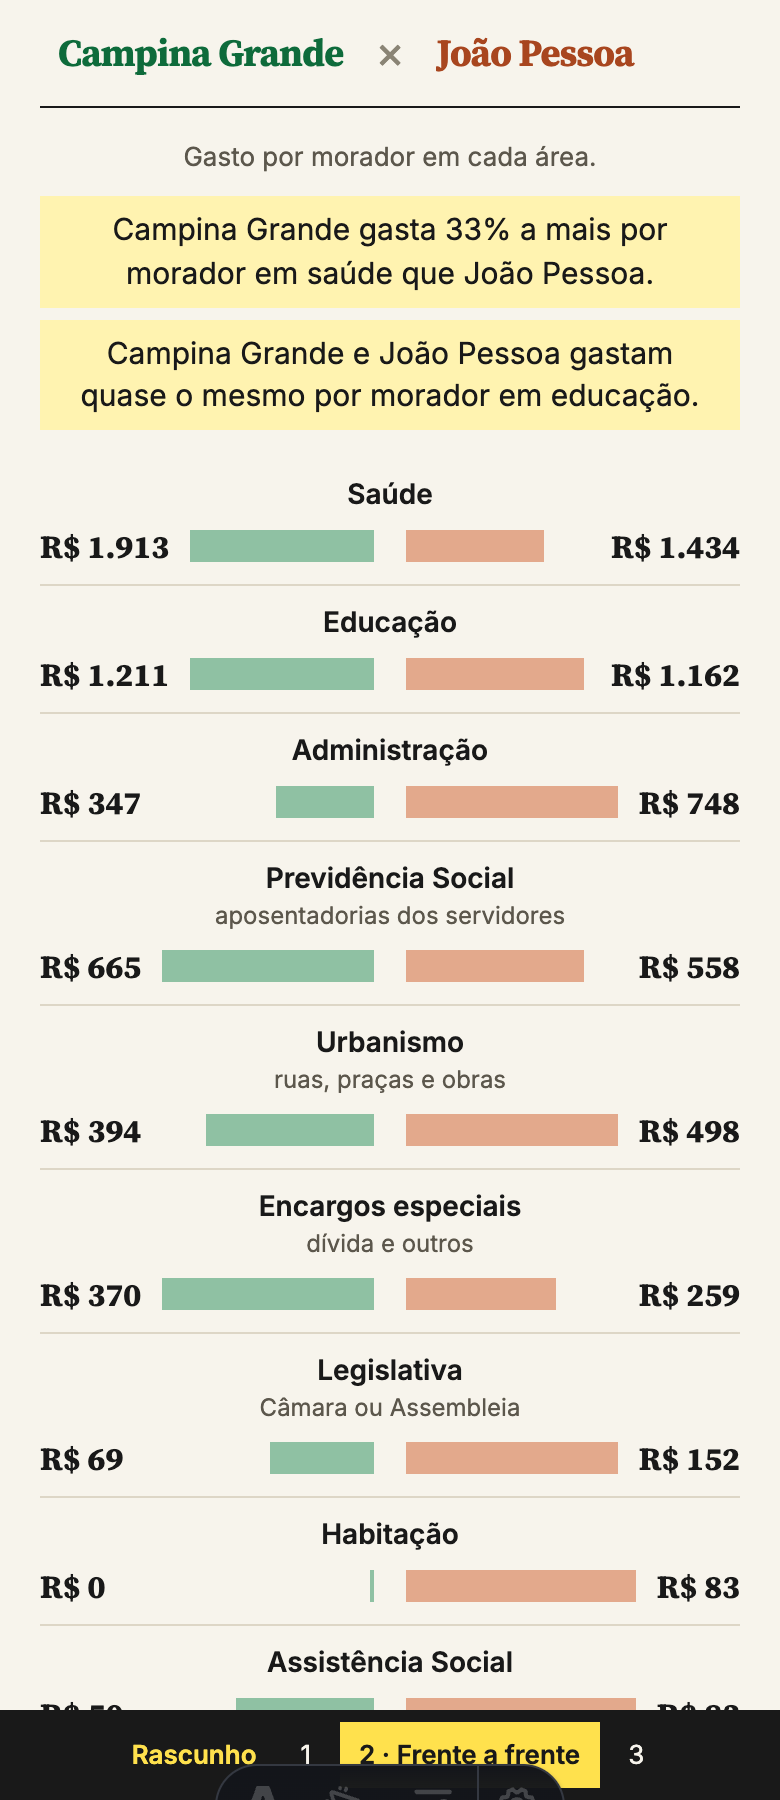 Campina Grande × João Pessoa
Gasto por morador em cada área.
Campina Grande gasta 33% a mais por
morador em saúde que João Pessoa.
Campina Grande e João Pessoa gastam
quase o mesmo por morador em educação.
Saúde
R$ 1.913 R$ 1.434
Educação
R$ 1.211 R$ 1.162
Administração
R$ 347 R$ 748
Previdência Social
aposentadorias dos servidores
R$ 665 R$ 558
Urbanismo
ruas, praças e obras
R$ 394 R$ 498
Encargos especiais
dívida e outros
R$ 370 R$ 259
Legislativa
Câmara ou Assembleia
R$ 69 R$ 152
Habitação
R$ 0 R$ 83
Assistência Social
Rascunho 1 2 · Frente a frente 3